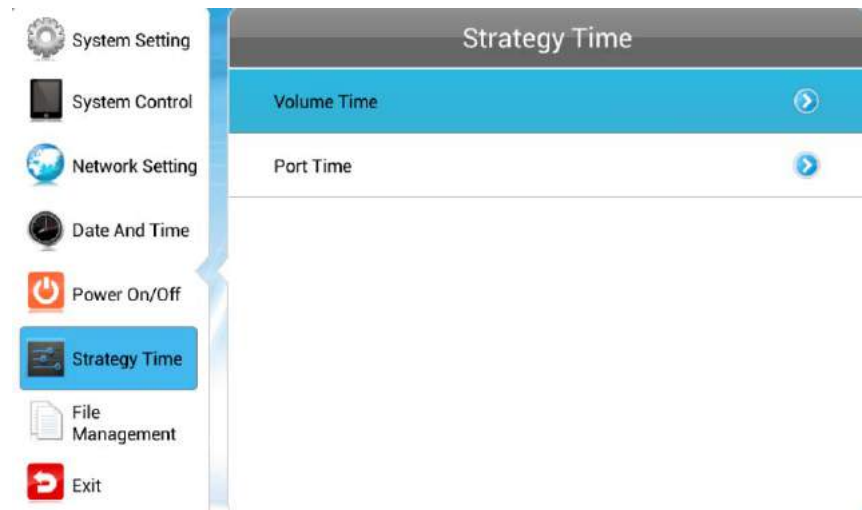 System Setting
System Control
Network Setting
Date And Time
Power On/Off
Strategy Time
File
Management
Exit
Strategy Time
Volume Time
Port Time